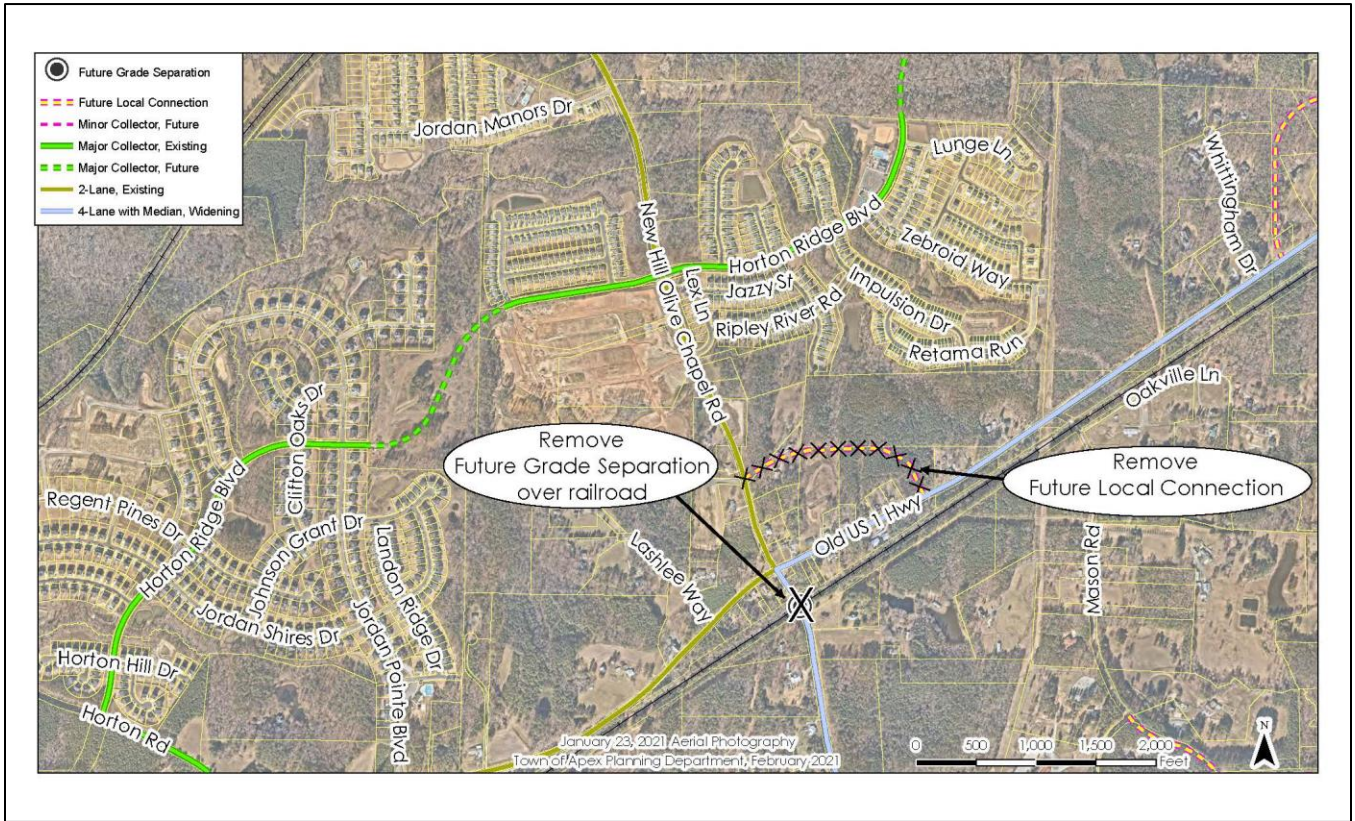 Future Grade Separation
Future Local Connection
Minor Collector, Future
Major Collector, Existing
Major Collector, Future
2-Lane, Existing
4-Lane with Median, Widening
Jordan Manors Dr
Lunge Ln
Whittingham Dr
New Hill Olive Chapel Rd
Horton Ridge Blvd
Zebroid Way
Lex Ln
Jazzy St
Impulsion Dr
Ripley River Rd
Retama Run
Oakville Ln
Clifton Oaks Dr
Remove
Future Grade Separation
over railroad
Remove
Future Local Connection
Regent Pines Dr
Horton Ridge Blvd
Johnson Grant Dr
Landon Ridge Dr
Lashlee Way
Old US 1 Hwy
Mason Rd
Jordan Shires Dr
Jordan Pointe Blvd
Horton Hill Dr
Horton Rd
January 23, 2021 Aerial Photography
Town of Apex Planning Department, February 2021
0 500 1,000 1,500 2,000
Feet
N